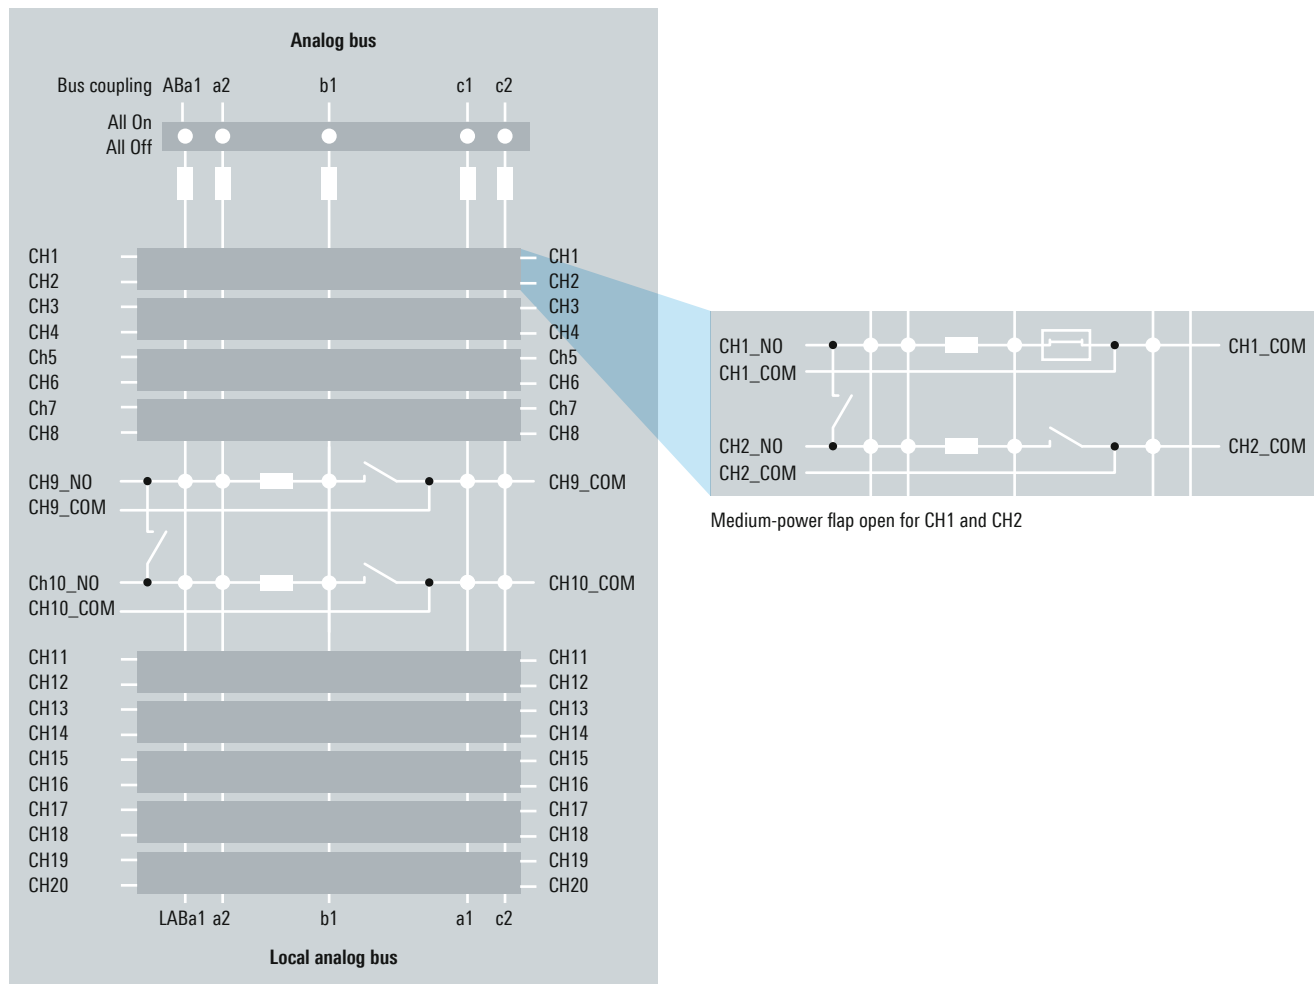 Analog bus
Bus coupling ABa1 a2 b1 c1 c2
All On
All Off
CH1 CH1
CH2 CH2
CH3 CH3
CH4 CH4
Ch5 Ch5
CH6 CH6
Ch7 Ch7
CH8 CH8
CH9_NO CH9_COM
CH9_COM
Ch10_NO CH10_COM
CH10_COM
CH11 CH11
CH12 CH12
CH13 CH13
CH14 CH14
CH15 CH15
CH16 CH16
CH17 CH17
CH18 CH18
CH19 CH19
CH20 CH20
LABa1 a2 b1 a1 c2
Local analog bus
CH1_NO CH1_COM
CH1_COM
CH2_NO CH2_COM
CH2_COM
Medium-power flap open for CH1 and CH2